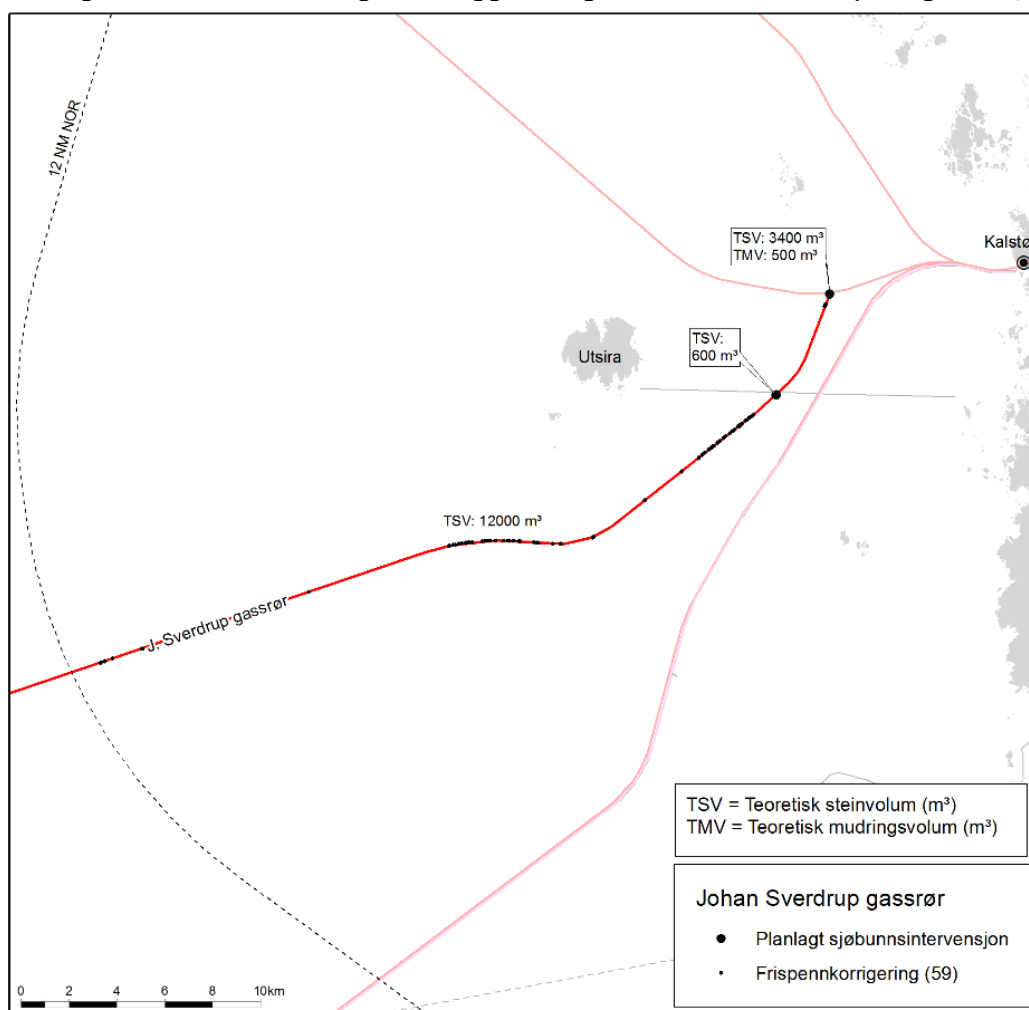 12 NM NOR
TSV: 3400 m³
TMV: 500 m³
Kalstø
TSV:
600 m³
Utsira
TSV: 12000 m³
J. Sverdrup gassrør
TSV = Teoretisk steinvolum (m³)
TMV = Teoretisk mudringsvolum (m³)
Johan Sverdrup gassrør
Planlagt sjøbunnsintervensjon
Frispennkorrigering (59)
0 2 4 6 8 10km